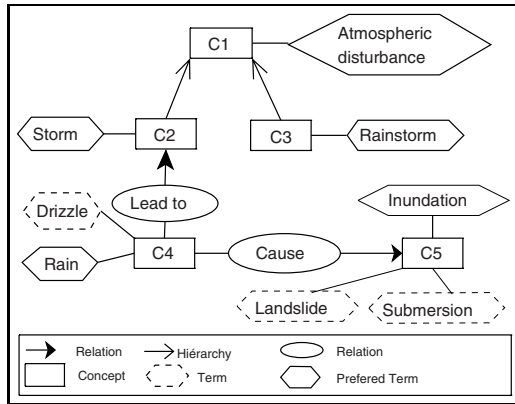 C1
Atmospheric
disturbance
Storm
C2
C3
Rainstorm
Lead to
Drizzle
Inundation
Rain
C4
Cause
C5
Landslide
Submersion
Relation
Hiérarchy
Relation
Concept
Term
Prefered Term